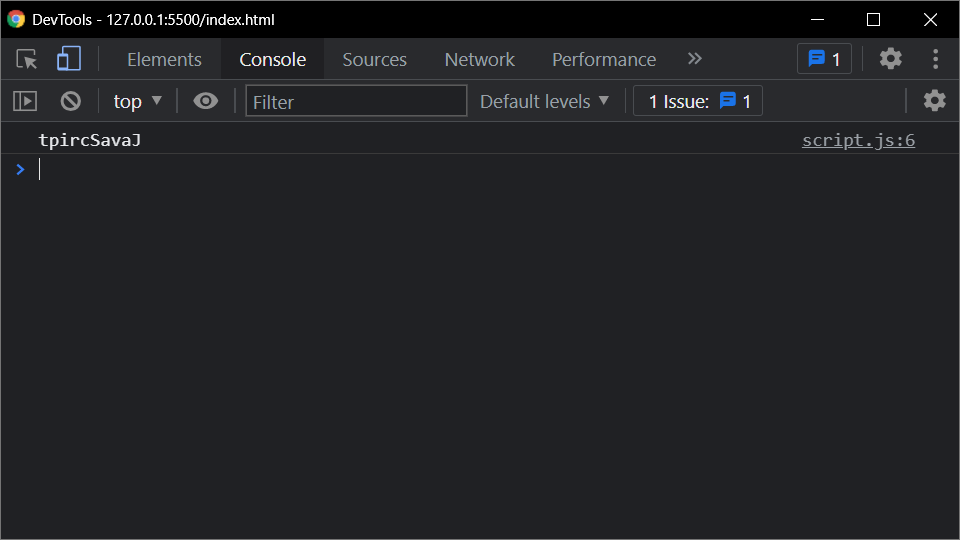 DevTools - 127.0.0.1:5500/index.html
Elements Console Sources Network Performance » 1
top Filter Default levels 1 Issue: 1
tpircSavaJ script.js:6
>